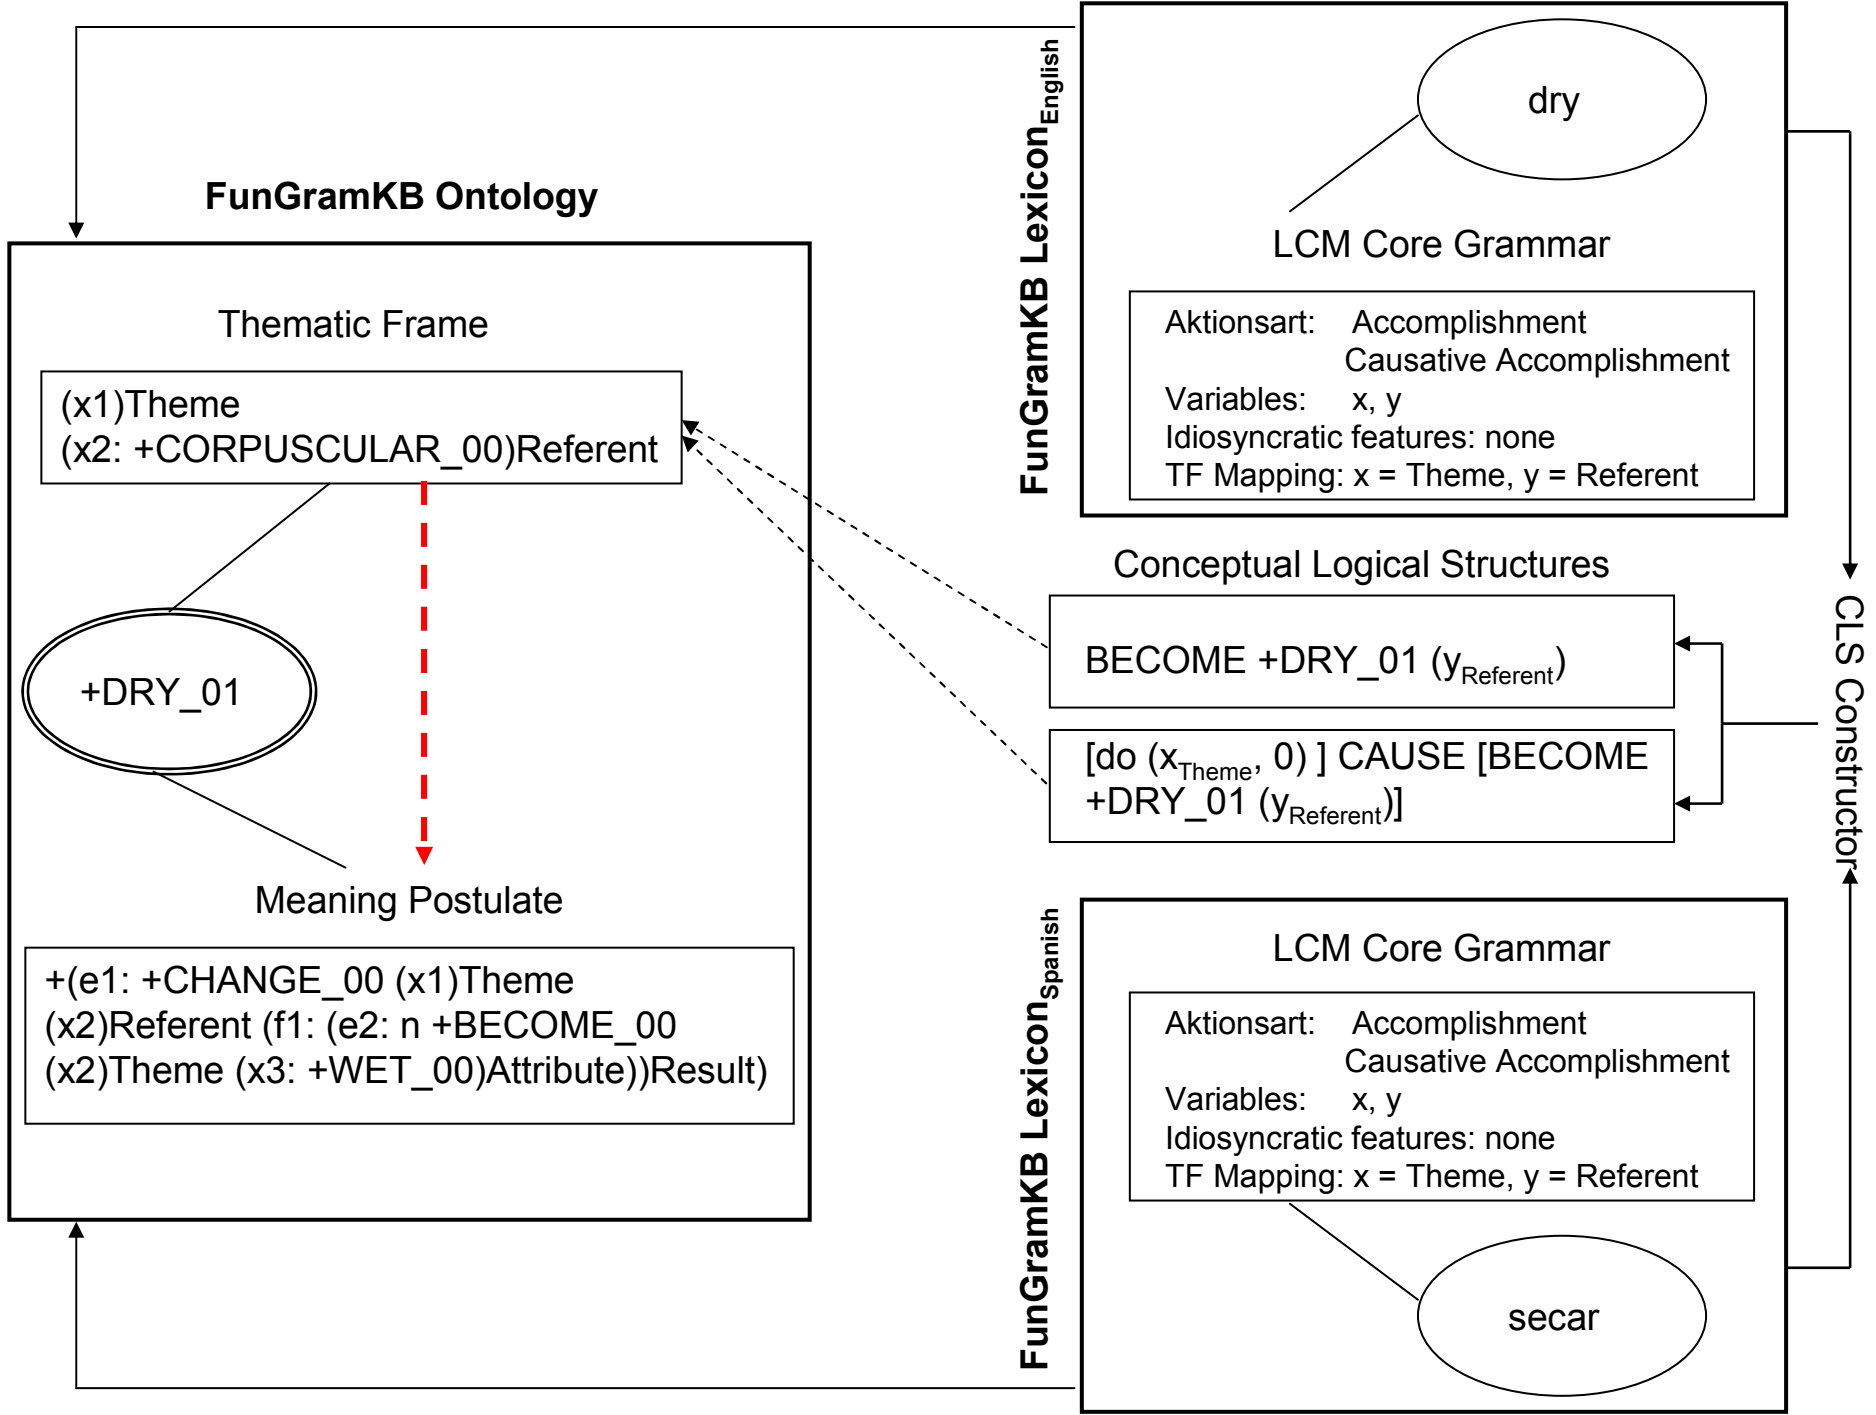 FunGramKB Ontology
Thematic Frame
(x1)Theme
(x2: +CORPUSCULAR_00)Referent
+DRY_01
Meaning Postulate
+(e1: +CHANGE_00 (x1)Theme
(x2)Referent (f1: (e2: n +BECOME_00
(x2)Theme (x3: +WET_00)Attribute))Result)
FunGramKB Lexicon English
dry
LCM Core Grammar
Aktionsart: Accomplishment
Causative Accomplishment
Variables: x, y
Idiosyncratic features: none
TF Mapping: x = Theme, y = Referent
Conceptual Logical Structures
BECOME +DRY_01 (yReferent)
[do (xTheme, 0) ] CAUSE [BECOME
+DRY_01 (yReferent)]
CLS Constructor
FunGramKB Lexicon Spanish
LCM Core Grammar
Aktionsart: Accomplishment
Causative Accomplishment
Variables: x, y
Idiosyncratic features: none
TF Mapping: x = Theme, y = Referent
secar